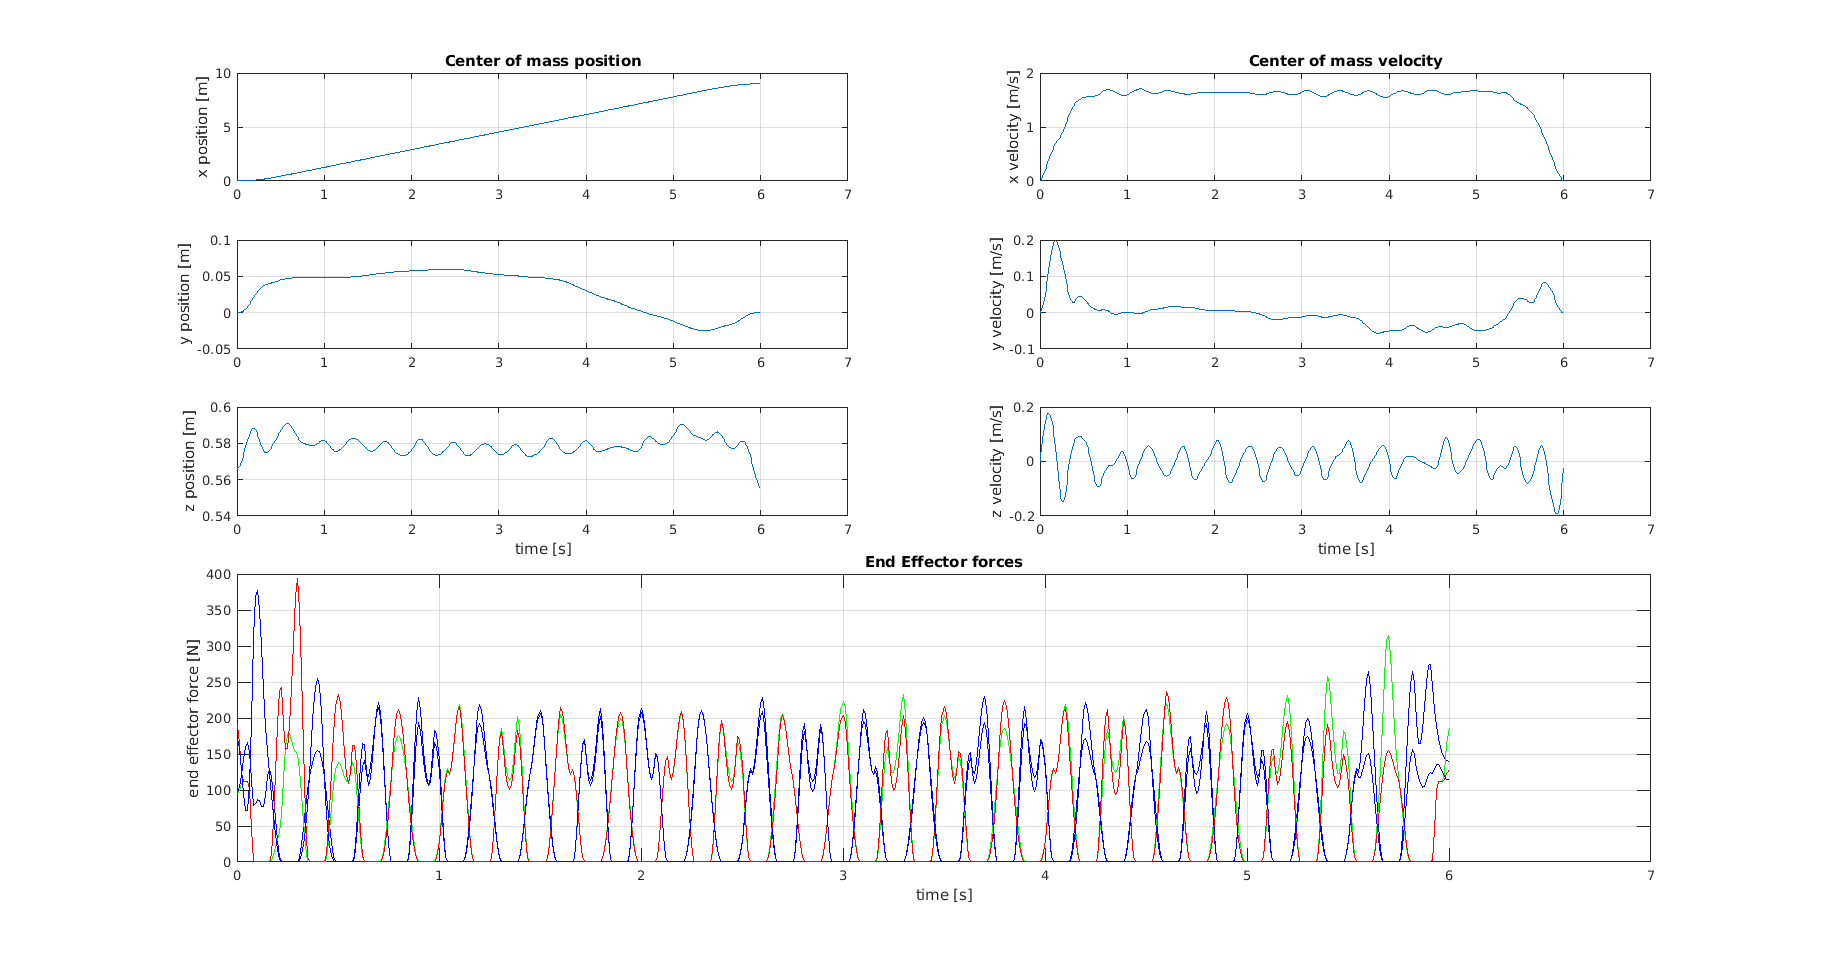 Center of mass position
x position [m]
10
5
0
0 1 2 3 4 5 6 7
Center of mass velocity
x velocity [m/s]
2
1
0
0 1 2 3 4 5 6 7
y position [m]
0.1
0.05
0
-0.05
0 1 2 3 4 5 6 7
y velocity [m/s]
0.2
0.1
0
-0.1
0 1 2 3 4 5 6 7
z position [m]
0.6
0.58
0.56
0.54
0 1 2 3 4 5 6 7
time [s]
z velocity [m/s]
0.2
0
-0.2
0 1 2 3 4 5 6 7
time [s]
End Effector forces
end effector force [N]
400
350
300
250
200
150
100
50
0
0 1 2 3 4 5 6 7
time [s]